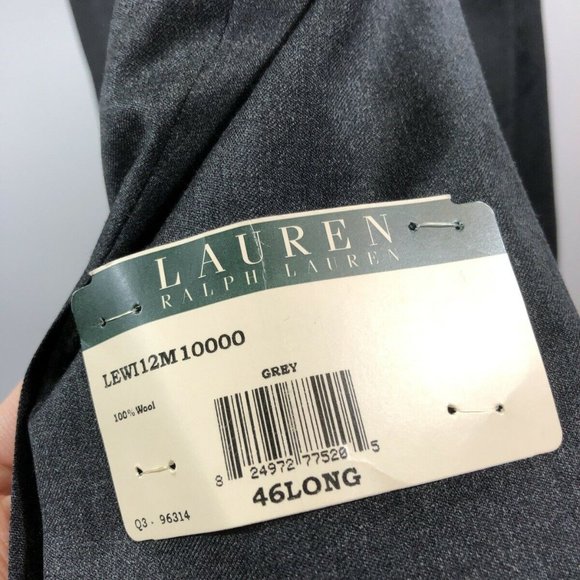 LAUREN
RALPH LAUREN
LEWI12M10000
GREY
100% Wool
8 24972 77520 5
46LONG
Q3 - 96314